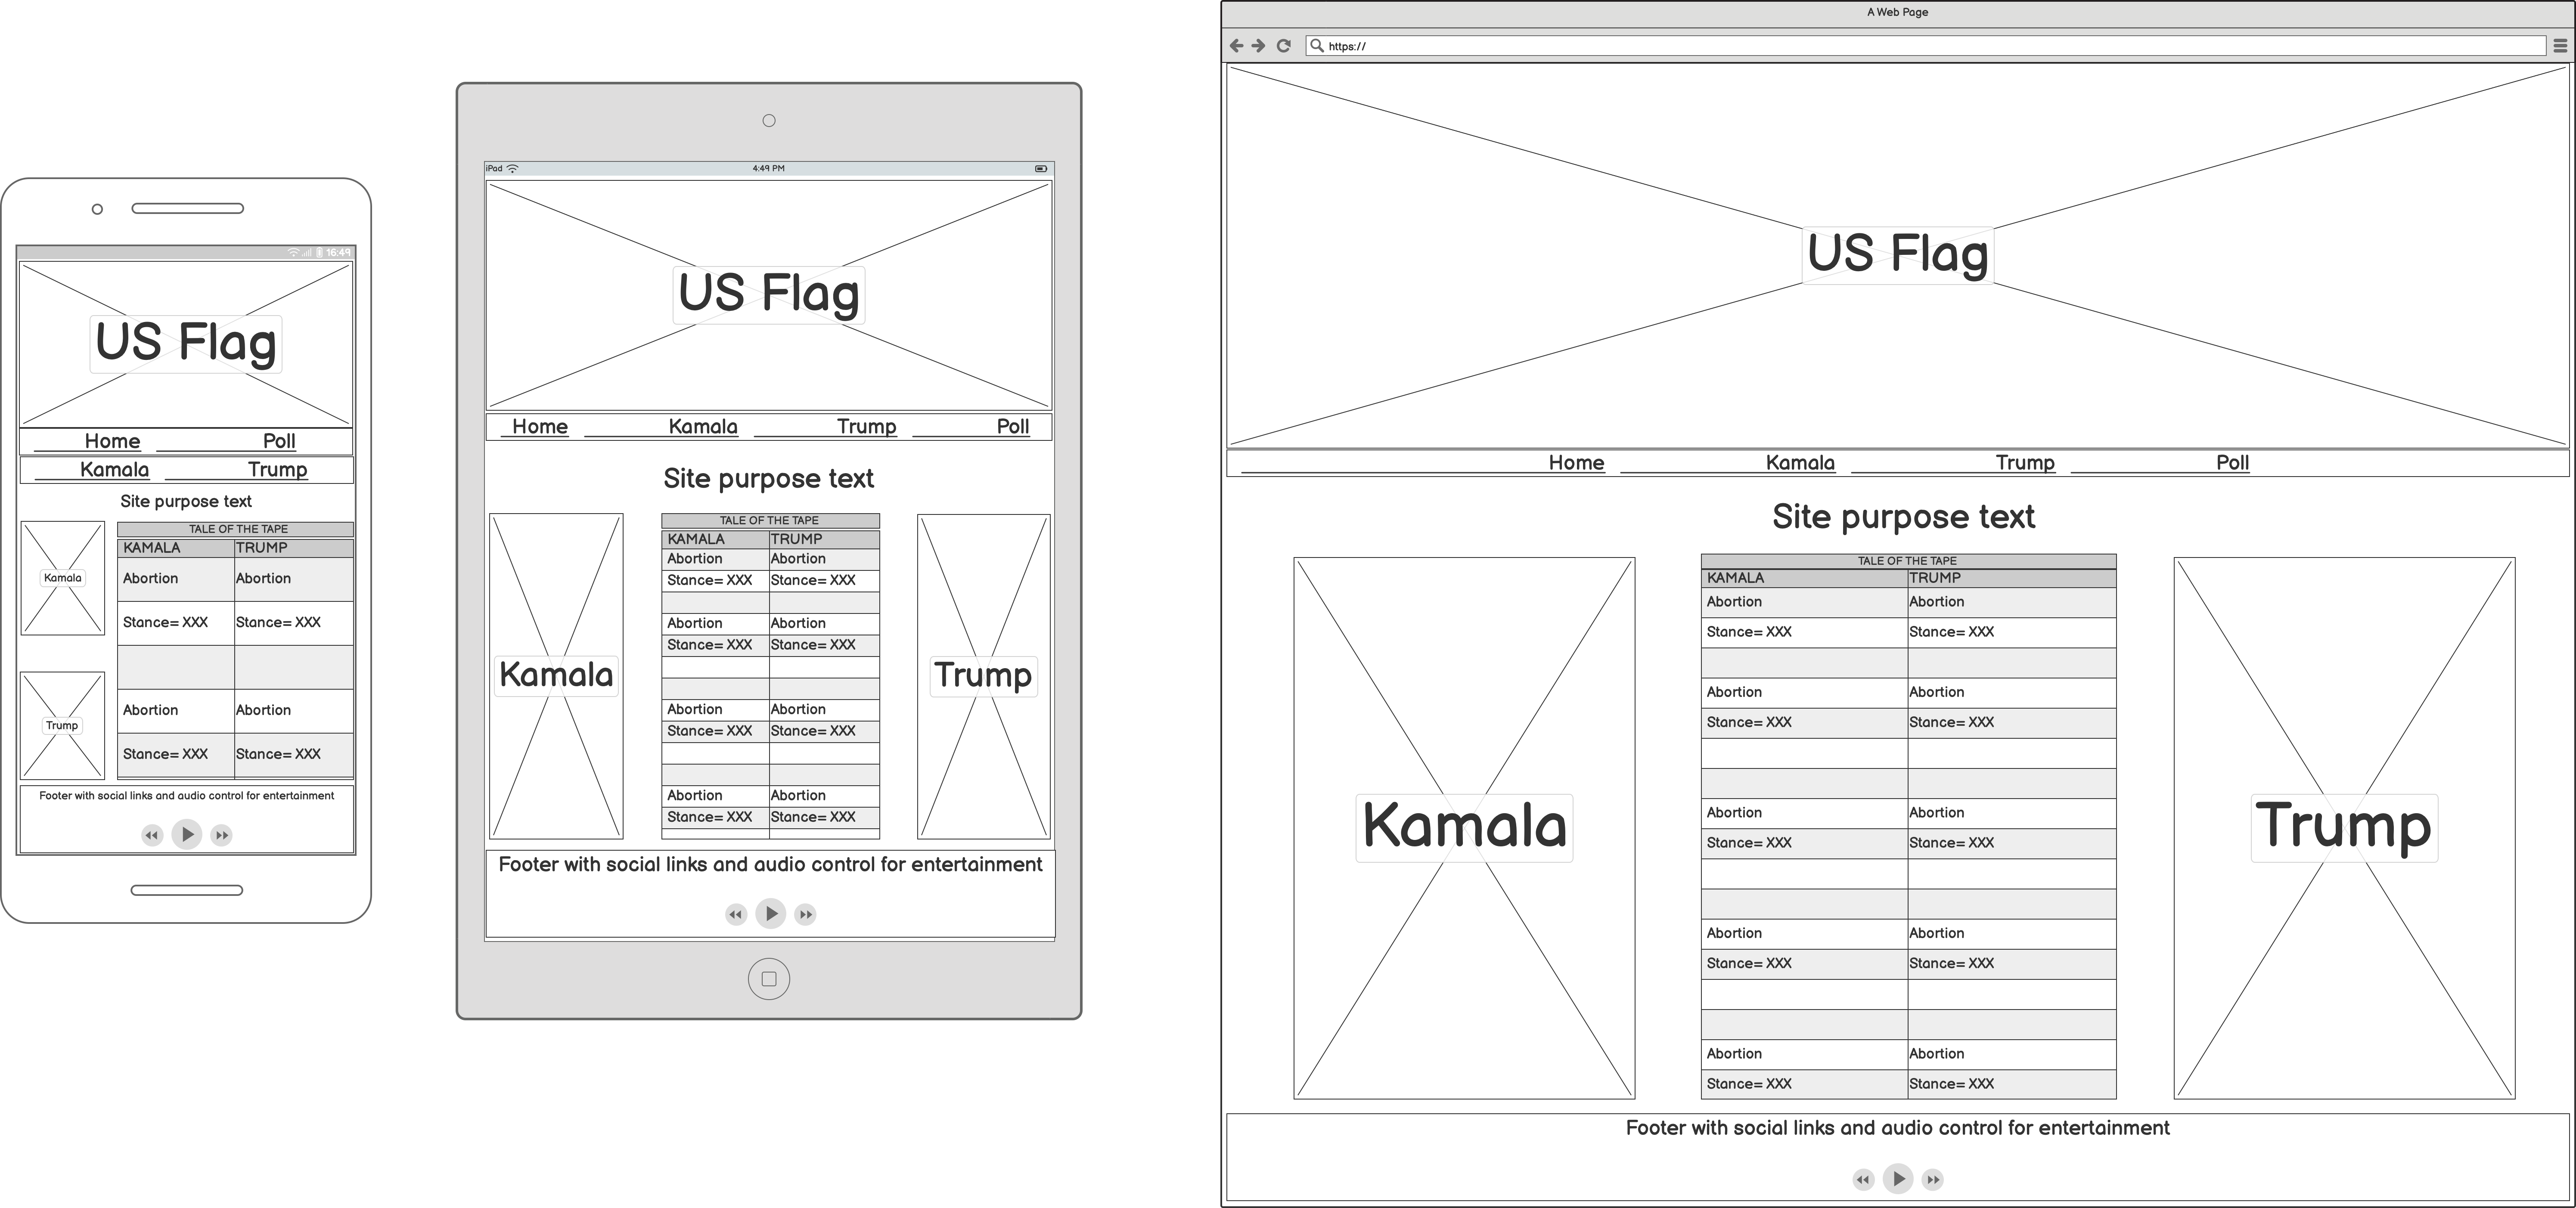 16:49
US Flag
Home Poll
Kamala Trump
Site purpose text
Kamala
Trump
TALE OF THE TAPE
KAMALA TRUMP
Abortion Abortion
Stance= XXX Stance= XXX
Abortion Abortion
Stance= XXX Stance= XXX
Footer with social links and audio control for entertainment
iPad 4:49 PM
US Flag
Home Kamala Trump Poll
Site purpose text
Kamala
TALE OF THE TAPE
KAMALA TRUMP
Abortion Abortion
Stance= XXX Stance= XXX
Abortion Abortion
Stance= XXX Stance= XXX
Abortion Abortion
Stance= XXX Stance= XXX
Abortion Abortion
Stance= XXX Stance= XXX
Trump
Footer with social links and audio control for entertainment
A Web Page
https://
US Flag
Home Kamala Trump Poll
Site purpose text
Kamala
TALE OF THE TAPE
KAMALA TRUMP
Abortion Abortion
Stance= XXX Stance= XXX
Abortion Abortion
Stance= XXX Stance= XXX
Abortion Abortion
Stance= XXX Stance= XXX
Abortion Abortion
Stance= XXX Stance= XXX
Abortion Abortion
Stance= XXX Stance= XXX
Trump
Footer with social links and audio control for entertainment